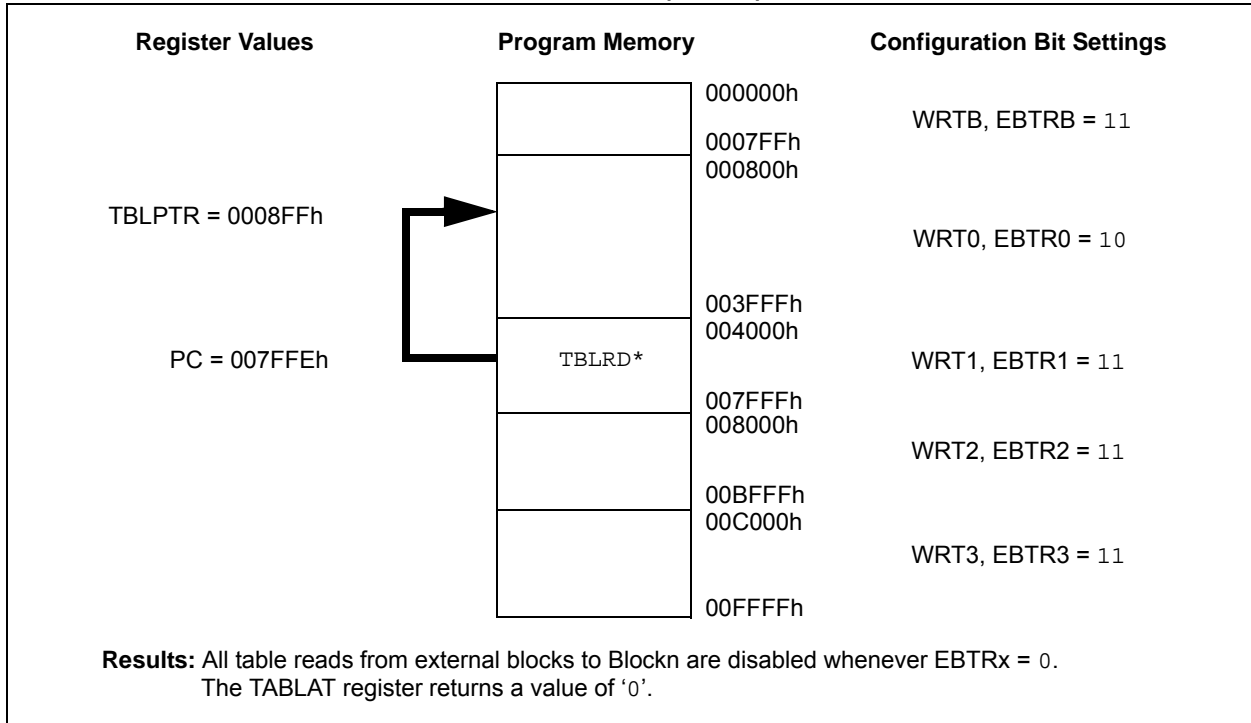 Register Values Program Memory Configuration Bit Settings
000000h
WRTB, EBTRB = 11
0007FFh
000800h
TBLPTR = 0008FFh
WRT0, EBTR0 = 10
003FFFh
004000h
PC = 007FFEh TBLRD* WRT1, EBTR1 = 11
007FFFh
008000h
WRT2, EBTR2 = 11
00BFFFh
00C000h
WRT3, EBTR3 = 11
00FFFFh
Results: All table reads from external blocks to Blockn are disabled whenever EBTRx = 0.
The TABLAT register returns a value of ‘0’.